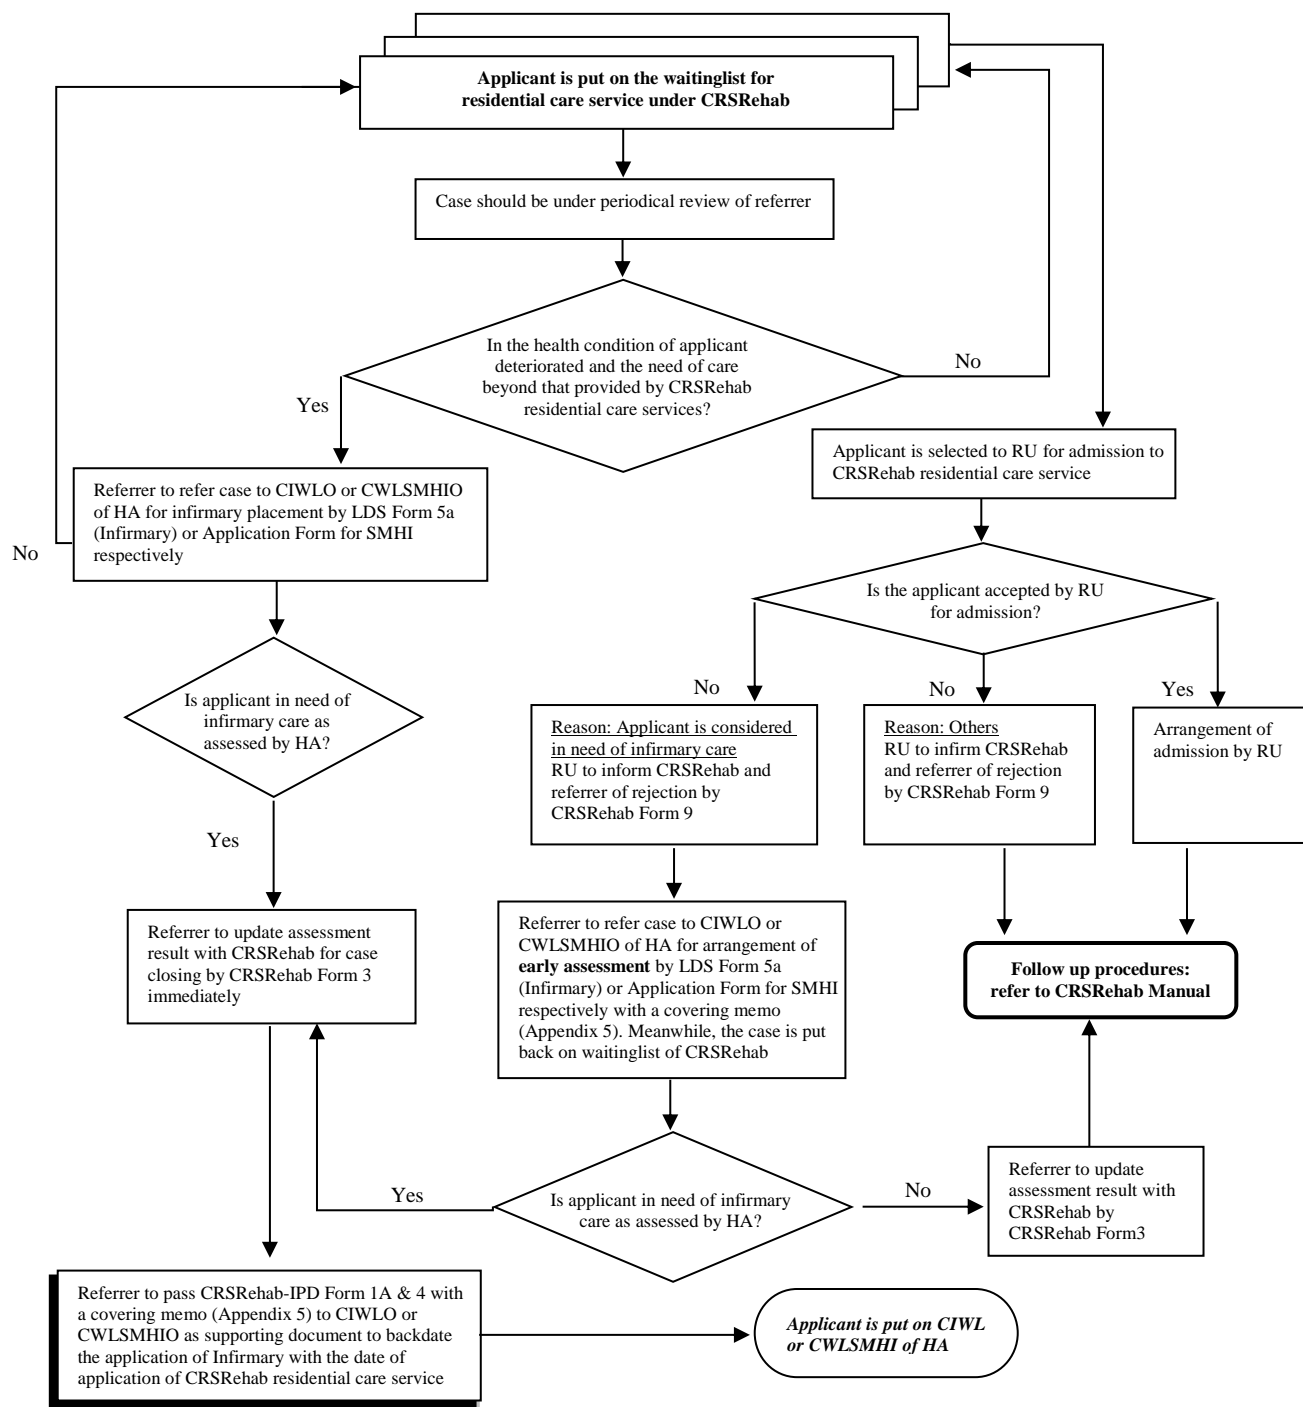 Applicant is put on the waitinglist for
residential care service under CRSRehab
Case should be under periodical review of referrer
In the health condition of applicant
deteriorated and the need of care
beyond that provided by CRSRehab
residential care services?
No
Yes
Applicant is selected to RU for admission to
CRSRehab residential care service
Referrer to refer case to CIWLO or CWLSMHIO
of HA for infirmary placement by LDS Form 5a
(Infirmary) or Application Form for SMHI
respectively
No
Is the applicant accepted by RU
for admission?
Is applicant in need of
infirmary care as
assessed by HA?
No
No
Yes
Reason: Applicant is considered
in need of infirmary care
RU to inform CRSRehab and
referrer of rejection by
CRSRehab Form 9
Reason: Others
RU to infirm CRSRehab
and referrer of rejection
by CRSRehab Form 9
Arrangement of
admission by RU
Yes
Referrer to update assessment
result with CRSRehab for case
closing by CRSRehab Form 3
immediately
Referrer to refer case to CIWLO or
CWLSMHIO of HA for arrangement of
early assessment by LDS Form 5a
(Infirmary) or Application Form for SMHI
respectively with a covering memo
(Appendix 5). Meanwhile, the case is put
back on waitinglist of CRSRehab
Follow up procedures:
refer to CRSRehab Manual
Yes
Is applicant in need of infirmary
care as assessed by HA?
No
Referrer to update
assessment result with
CRSRehab by
CRSRehab Form3
Referrer to pass CRSRehab-IPD Form 1A & 4 with
a covering memo (Appendix 5) to CIWLO or
CWLSMHIO as supporting document to backdate
the application of Infirmary with the date of
application of CRSRehab residential care service
Applicant is put on CIWL
or CWLSMHI of HA